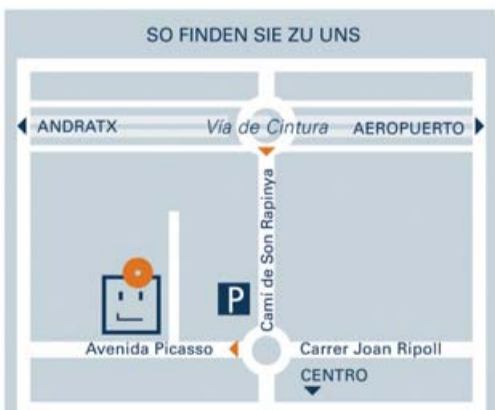 SO FINDEN SIE ZU UNS
ANDRATX
Vía de Cintura
AEROPUERTO
Camí de Son Rapinya
P
Avenida Picasso
Carrer Joan Ripoll
CENTRO